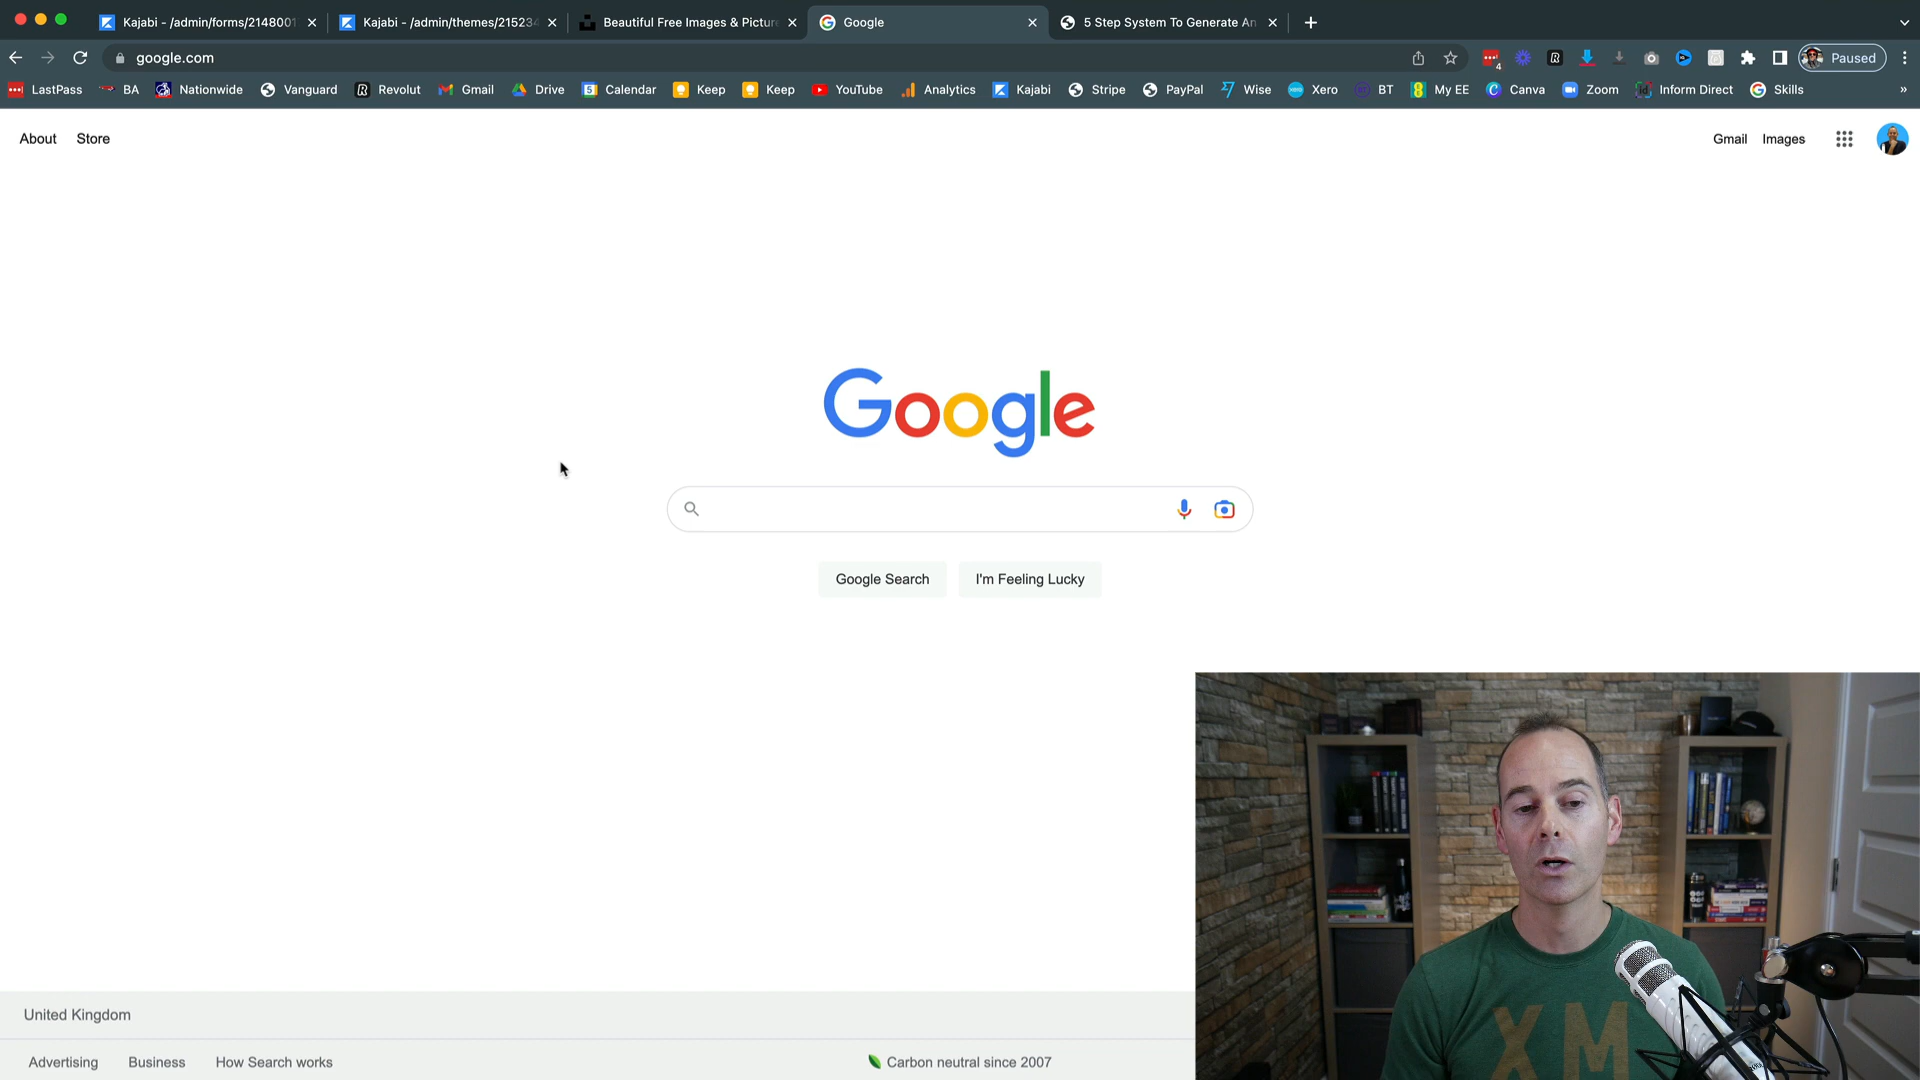 Kajabi - /admin/forms/2148001
Kajabi - /admin/themes/21523
Beautiful Free Images & Pictur
Google
5 Step System To Generate An
google.com
4
Paused
LastPass
BA
Nationwide
Vanguard
R
Revolut
Gmail
Drive
5
Calendar
Keep
Keep
YouTube
Analytics
Kajabi
Stripe
PayPal
Wise
Xero
BT
My EE
Canva
Zoom
Inform Direct
Skills
»
About
Store
Gmail
Images
Google
Google Search
I'm Feeling Lucky
United Kingdom
Advertising
Business
How Search works
Carbon neutral since 2007
XM